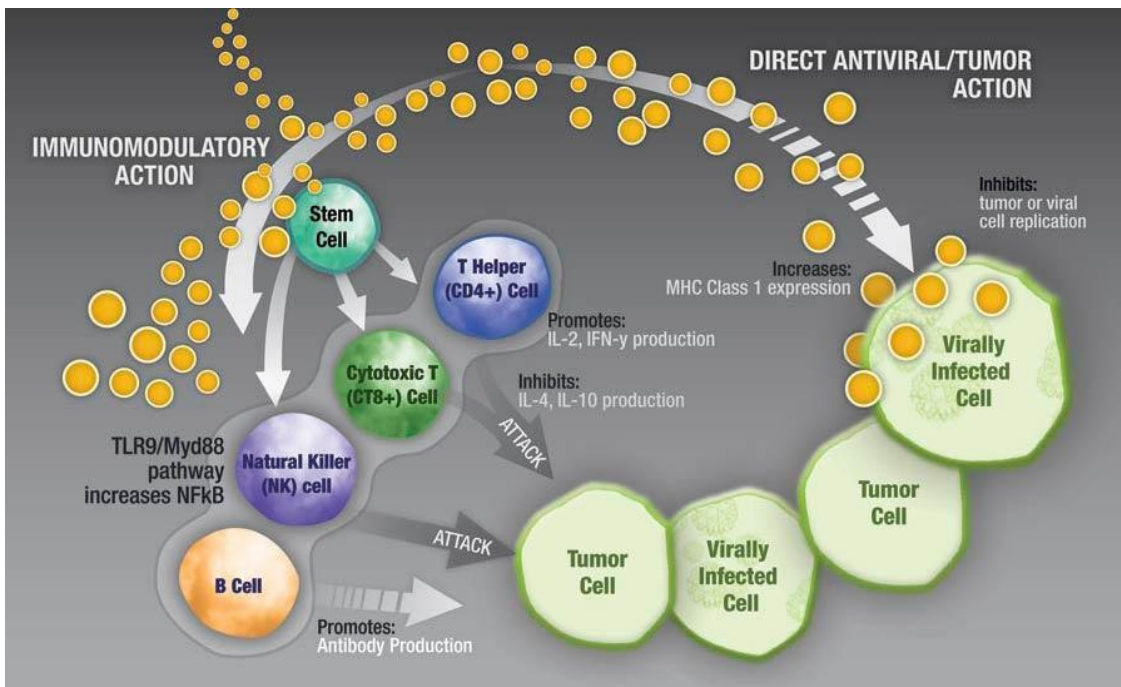 DIRECT ANTIVIRAL/TUMOR
ACTION
IMMUNOMODULATORY
ACTION
Stem
Cell
Inhibits:
tumor or viral
cell replication
T Helper
(CD4+) Cell
Increases:
MHC Class 1 expression
Promotes:
IL-2, IFN-y production
Cytotoxic T
(CT8+) Cell
Inhibits:
IL-4, IL-10 production
Virally
Infected
Cell
ATTACK
TLR9/Myd88
pathway
increases NFkB
Natural Killer
(NK) cell
Tumor
Cell
ATTACK
Tumor
Cell
Virally
Infected
Cell
B Cell
Promotes:
Antibody Production